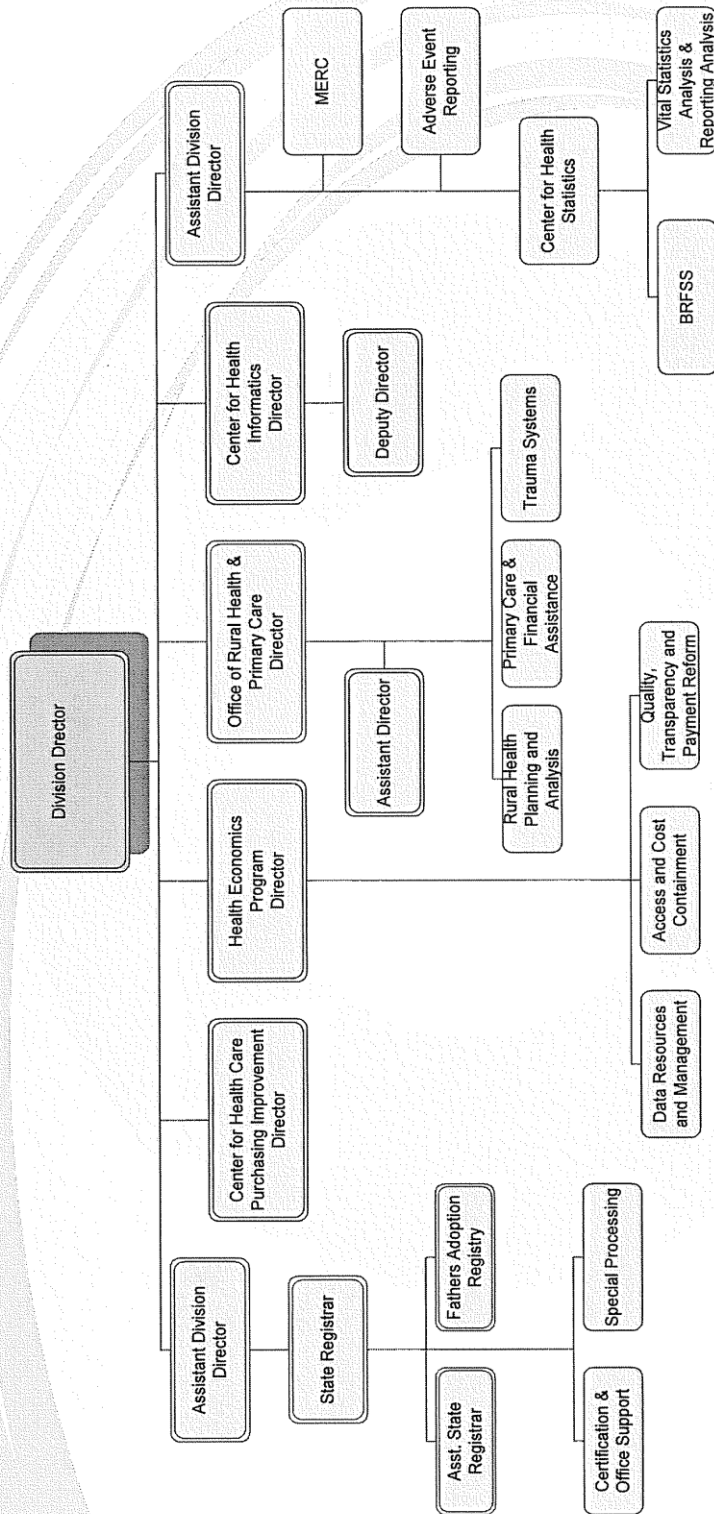 Division Drector
Assistant Division
Director
Center for Health Care
Purchasing Improvement
Director
Health Economics
Program
Director
Office of Rural Health &
Primary Care
Director
Center for Health
Informatics
Director
Assistant Division
Director
State Registrar
Assistant Director
Deputy Director
MERC
Adverse Event
Reporting
Asst. State
Registrar
Fathers Adoption
Registry
Rural Health
Planning and
Analysis
Primary Care &
Financial
Assistance
Trauma Systems
Center for Health
Statistics
Certification &
Office Support
Special Processing
Data Resources
and Management
Access and Cost
Containment
Quality,
Transparency and
Payment Reform
BRFSS
Vital Statistics
Analysis &
Reporting Analysis